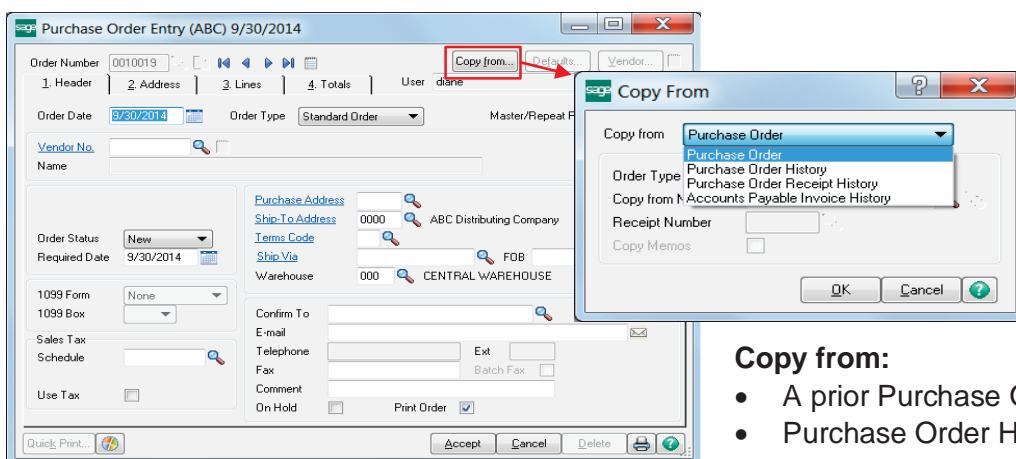 sage Purchase Order Entry (ABC) 9/30/2014
Order Number 0010019 Copy from... Defaults... Vendor...
1. Header 2. Address 3. Lines 4. Totals User diane
Order Date 9/30/2014 Order Type Standard Order Master/Repeat
Vendor No.
Name
Purchase Address
Ship-To Address 0000 ABC Distributing Company
Order Status New Terms Code
Required Date 9/30/2014 Ship Via FOB
Warehouse 000 CENTRAL WAREHOUSE
1099 Form None
1099 Box Confirm To
Sales Tax E-mail
Schedule Telephone Ext
Fax Batch Fax
Use Tax Comment
On Hold Print Order
Quick Print... Accept Cancel Delete
sage Copy From
Copy from Purchase Order
Purchase Order
Order Type Purchase Order History
Purchase Order Receipt History
Copy from Accounts Payable Invoice History
Receipt Number
Copy Memos
OK Cancel
Copy from:
• A prior Purchase
• Purchase Order H